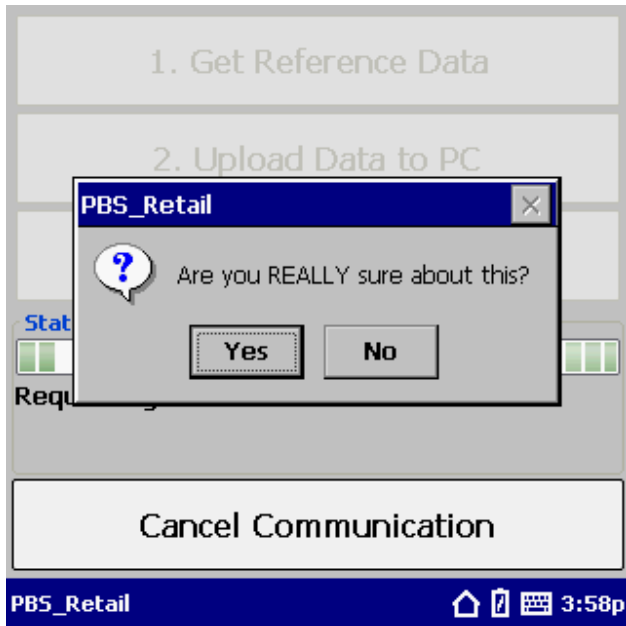 1. Get Reference Data
2. Upload Data to PC
PBS_Retail
Are you REALLY sure about this?
Yes
No
Cancel Communication
PBS_Retail
3:58p